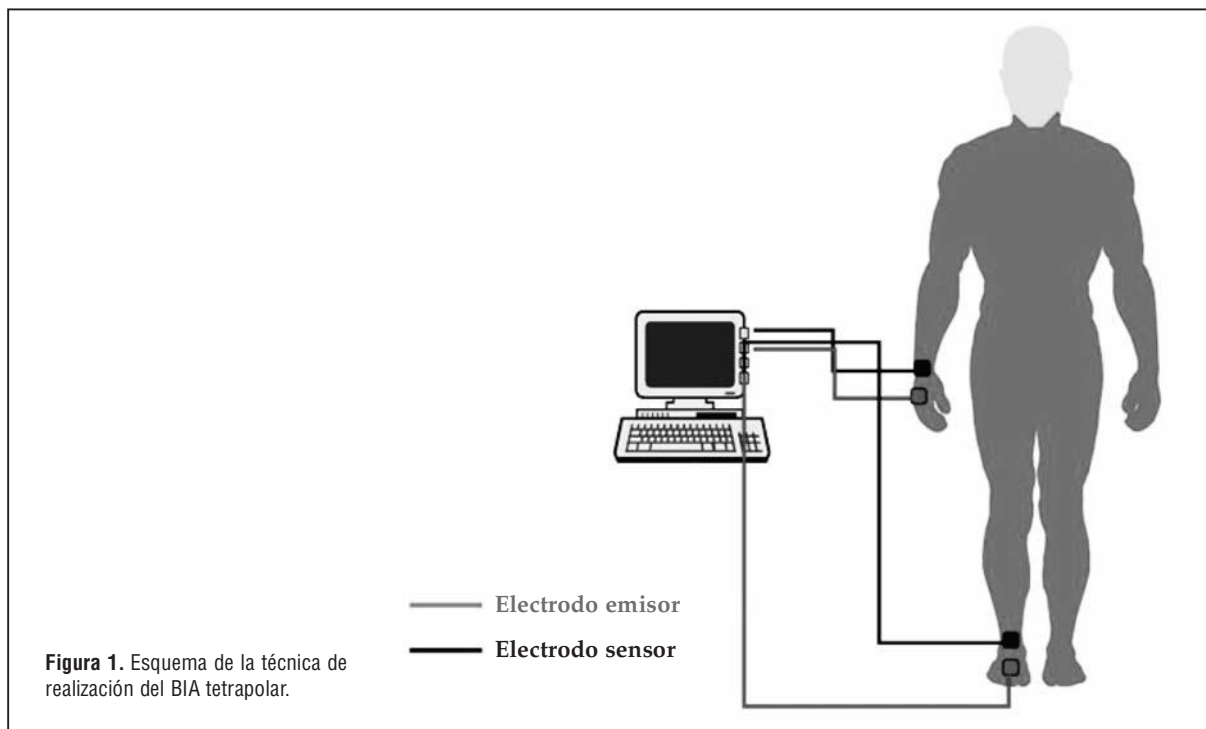 Electrodo emisor
Electrodo sensor
Figura 1. Esquema de la técnica de
realización del BIA tetrapolar.